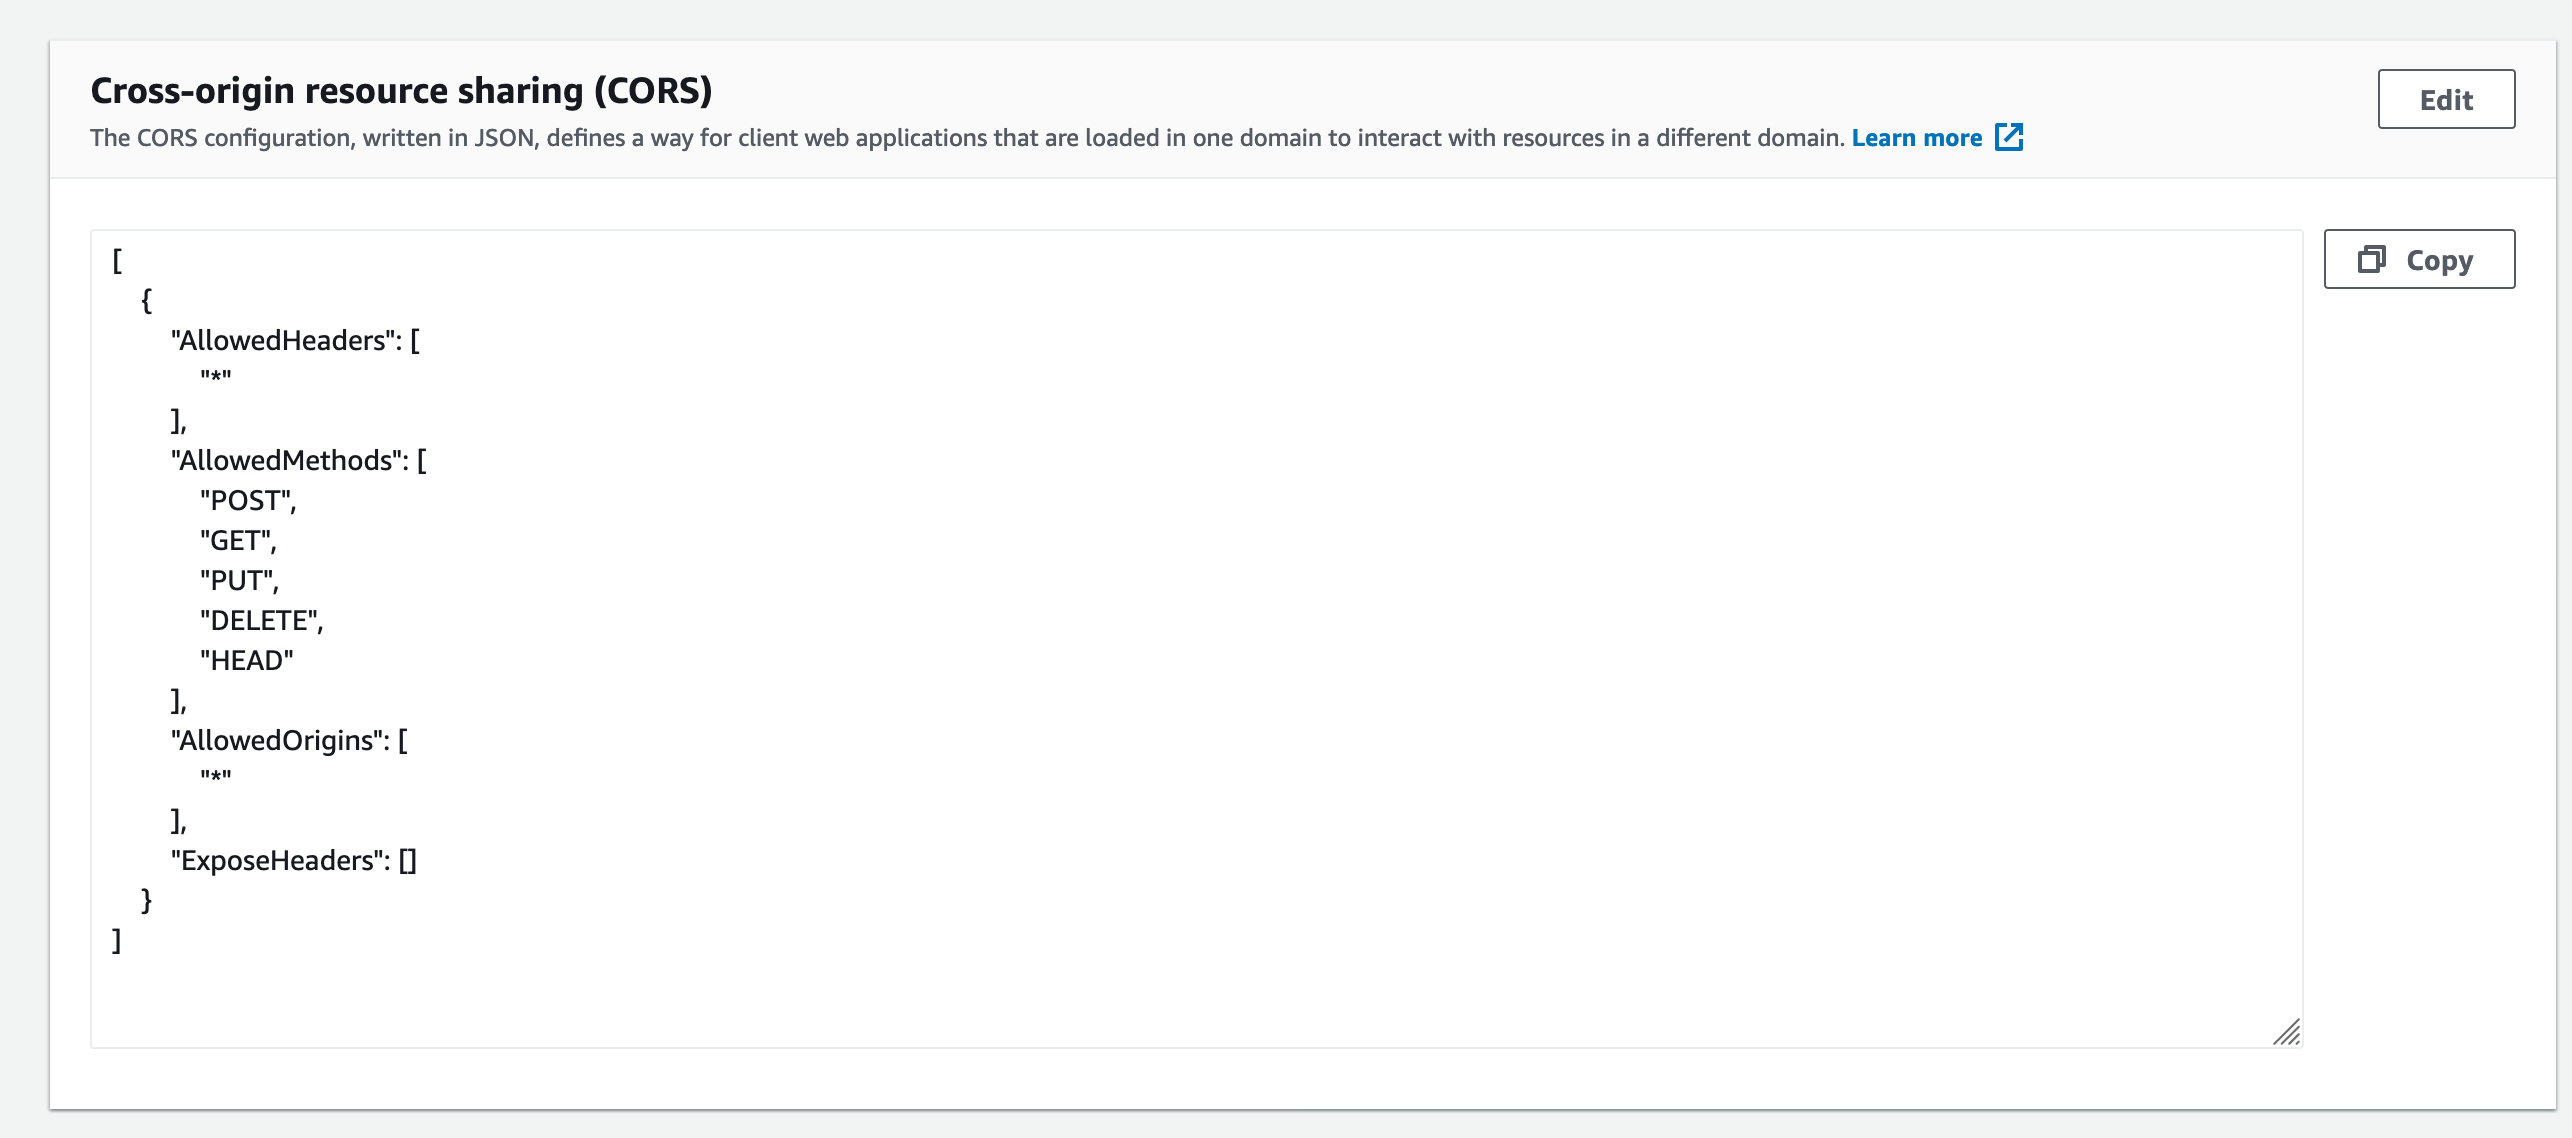 Cross-origin resource sharing (CORS)
Edit
The CORS configuration, written in JSON, defines a way for client web applications that are loaded in one domain to interact with resources in a different domain. Learn more
Copy
[
    {
        "AllowedHeaders": [
            "*"
        ],
        "AllowedMethods": [
            "POST",
            "GET",
            "PUT",
            "DELETE",
            "HEAD"
        ],
        "AllowedOrigins": [
            "*"
        ],
        "ExposeHeaders": []
    }
]